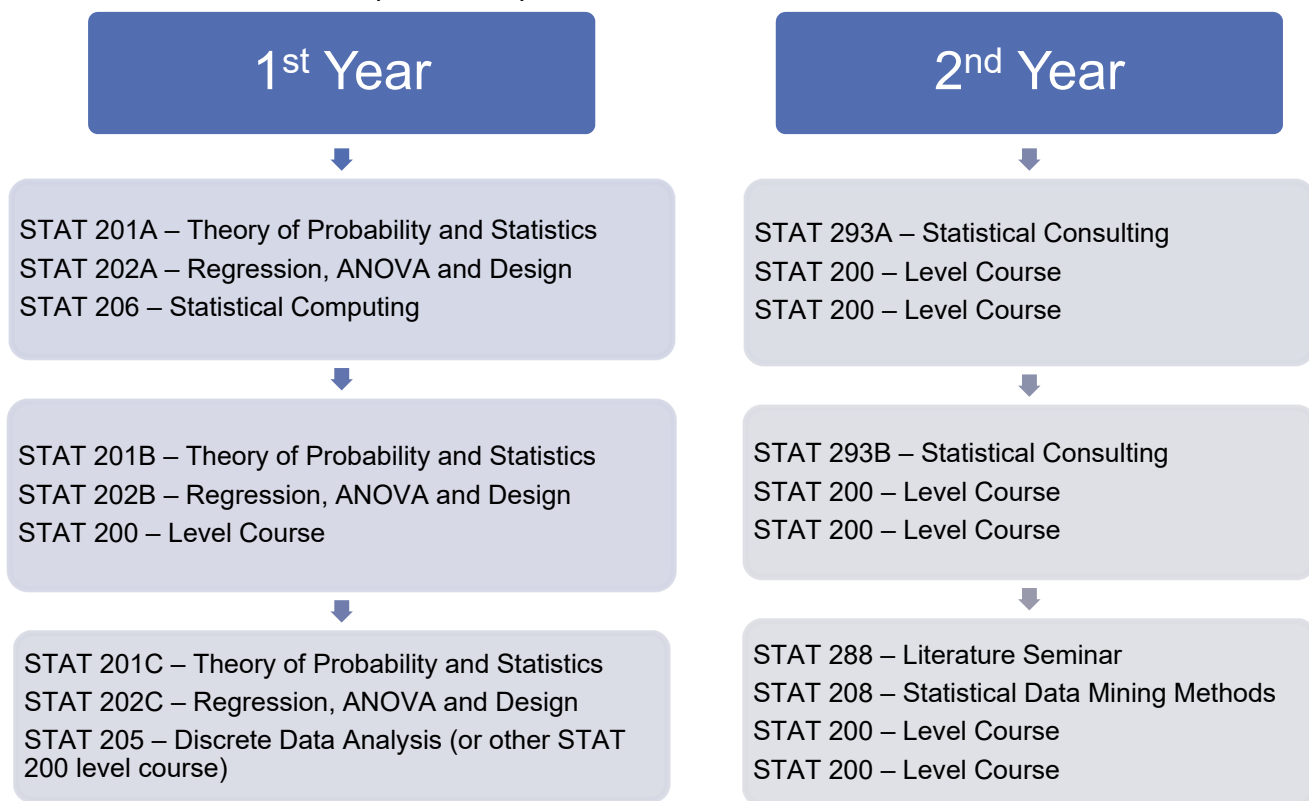 1st Year
STAT 201A – Theory of Probability and Statistics
STAT 202A – Regression, ANOVA and Design
STAT 206 – Statistical Computing
STAT 201B – Theory of Probability and Statistics
STAT 202B – Regression, ANOVA and Design
STAT 200 – Level Course
STAT 201C – Theory of Probability and Statistics
STAT 202C – Regression, ANOVA and Design
STAT 205 – Discrete Data Analysis (or other STAT
200 level course)
2nd Year
STAT 293A – Statistical Consulting
STAT 200 – Level Course
STAT 200 – Level Course
STAT 293B – Statistical Consulting
STAT 200 – Level Course
STAT 200 – Level Course
STAT 288 – Literature Seminar
STAT 208 – Statistical Data Mining Methods
STAT 200 – Level Course
STAT 200 – Level Course